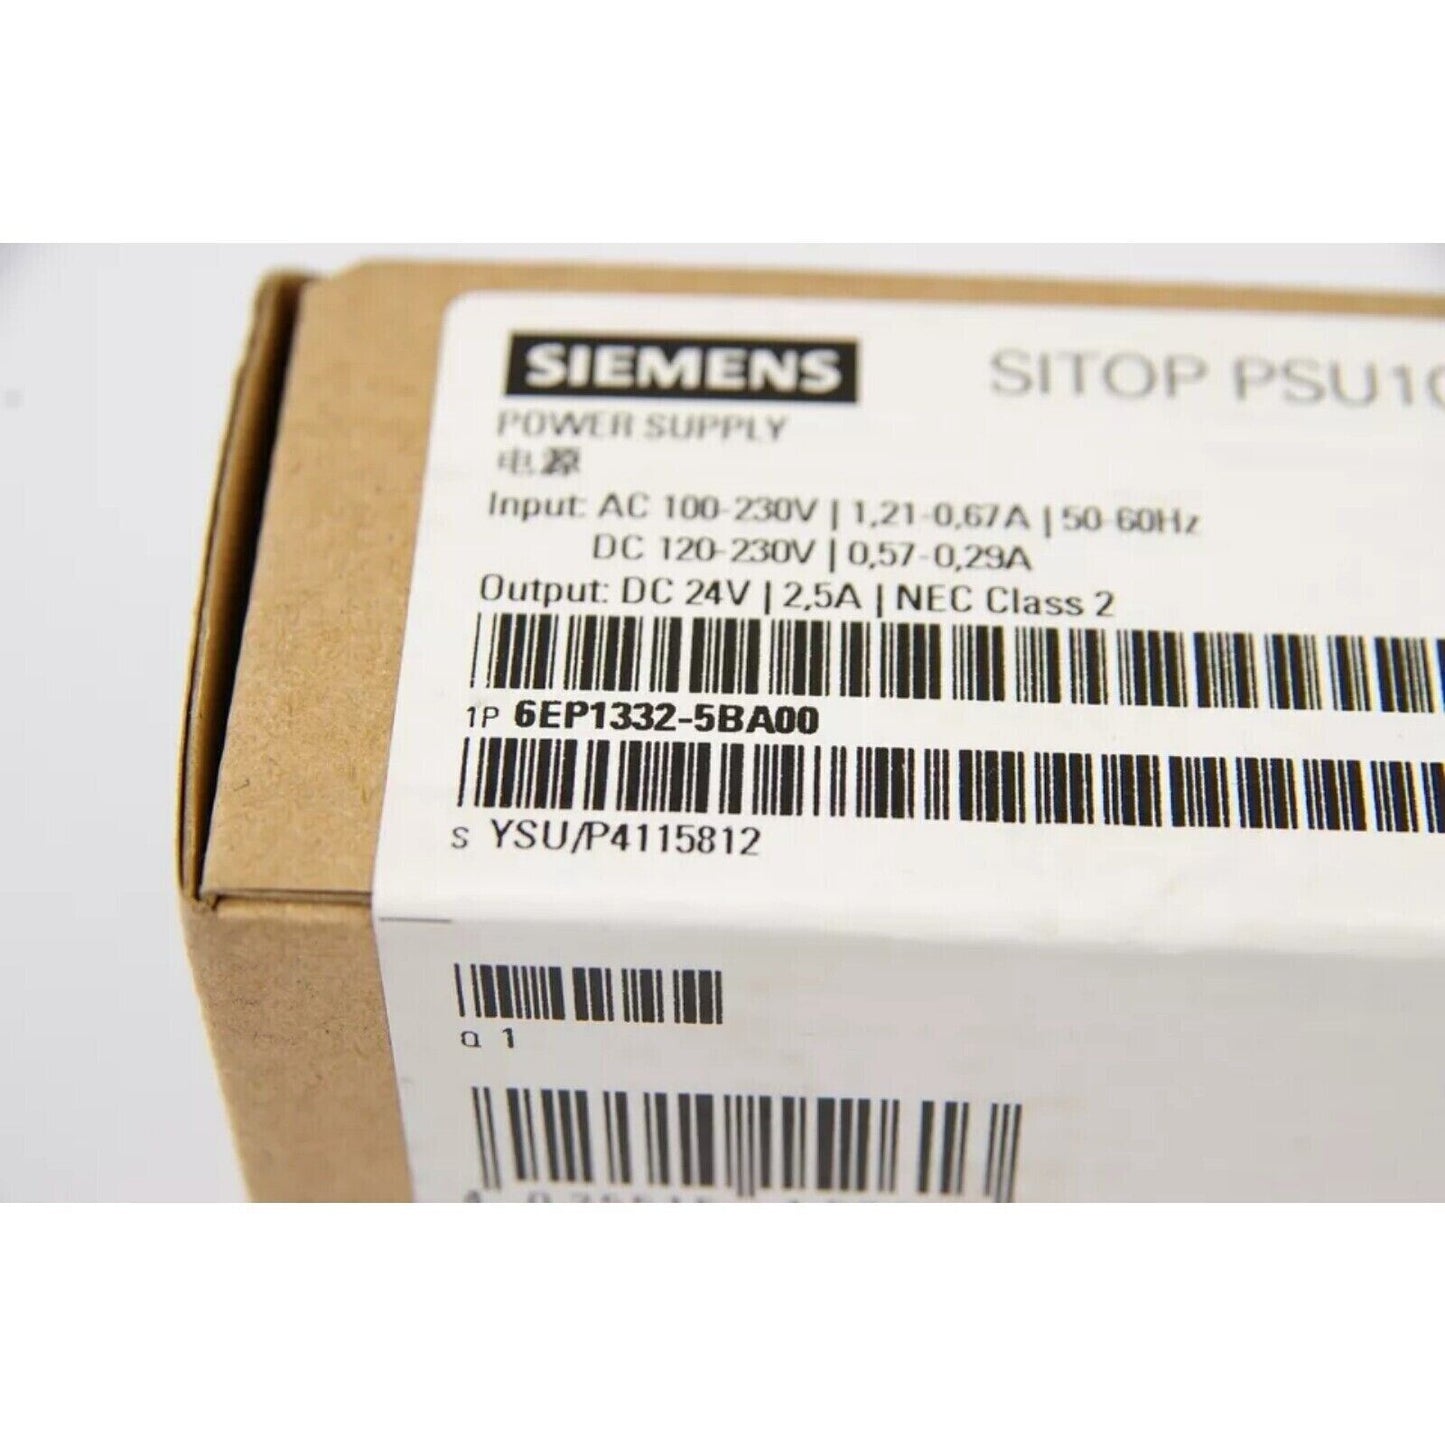 SIEMENS
SITOP PSU10
POWER SUPPLY
电源
Input: AC 100-230V | 1,21-0,67A | 50-60Hz
DC 120-230V | 0,57-0,29A
Output: DC 24V | 2,5A | NEC Class 2
1P 6EP1332-5BA00
S YSU/P4115812
Q 1